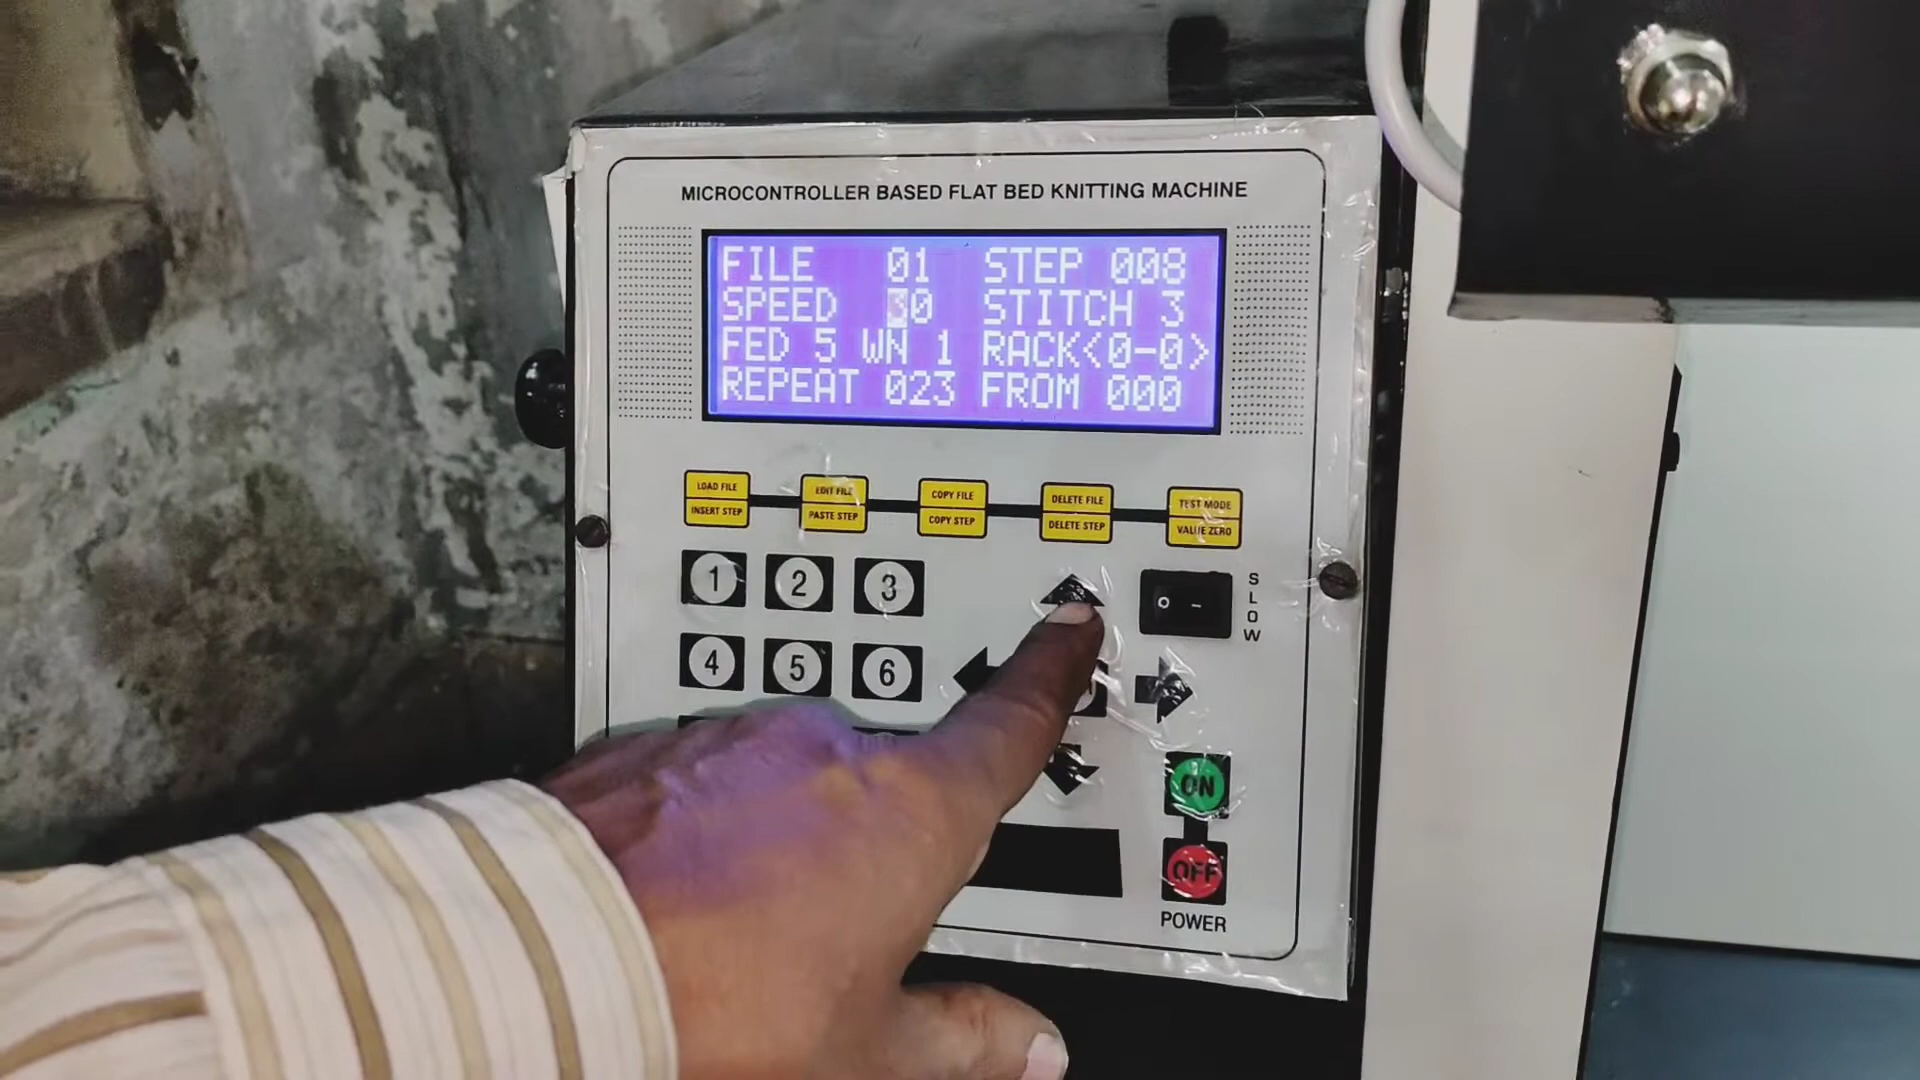 MICROCONTROLLER BASED FLAT BED KNITTING MACHINE
FILE 01 STEP 008
SPEED 30 STITCH 3
FED 5 WN 1 RACK<0-0>
REPEAT 023 FROM 000
LOAD FILE EDIT FILE COPY FILE DELETE FILE TEST MODE
INSERT STEP PASTE STEP COPY STEP DELETE STEP VALUE ZERO
1 2 3
SLOW
4 5 6
ON
OFF
POWER